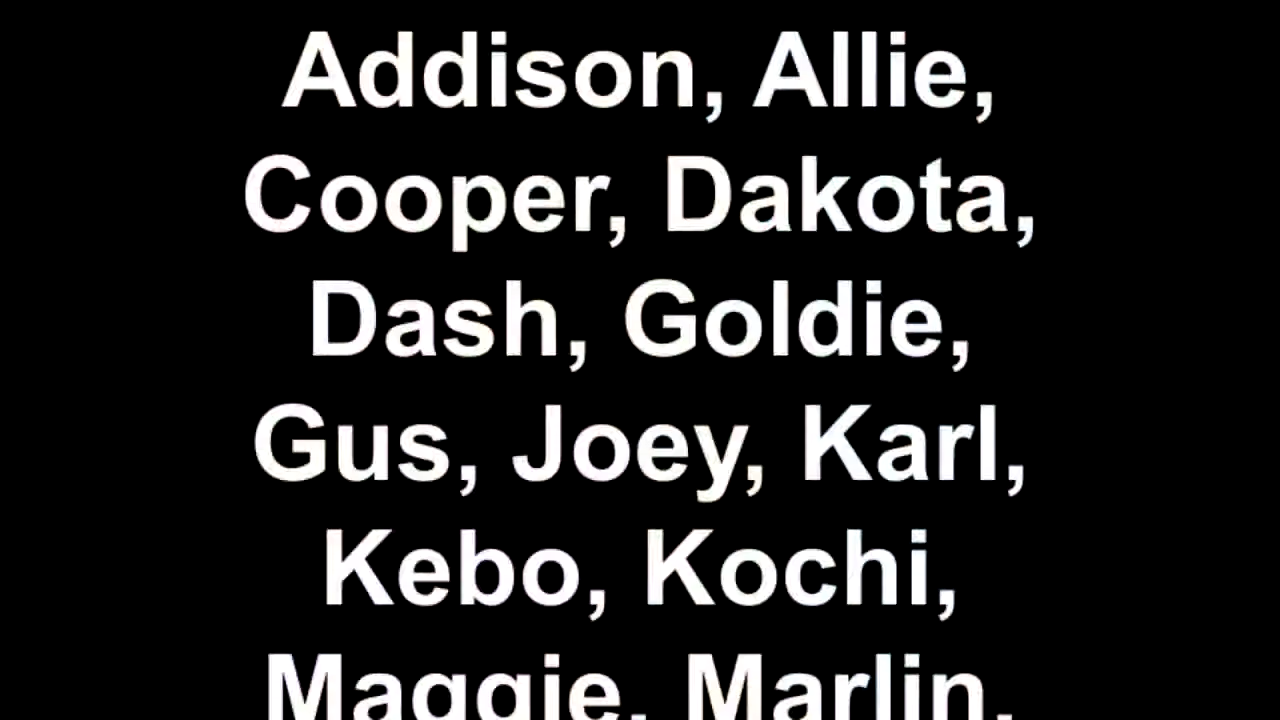 Addison, Allie,
Cooper, Dakota,
Dash, Goldie,
Gus, Joey, Karl,
Kebo, Kochi,
Maggie, Marlin,